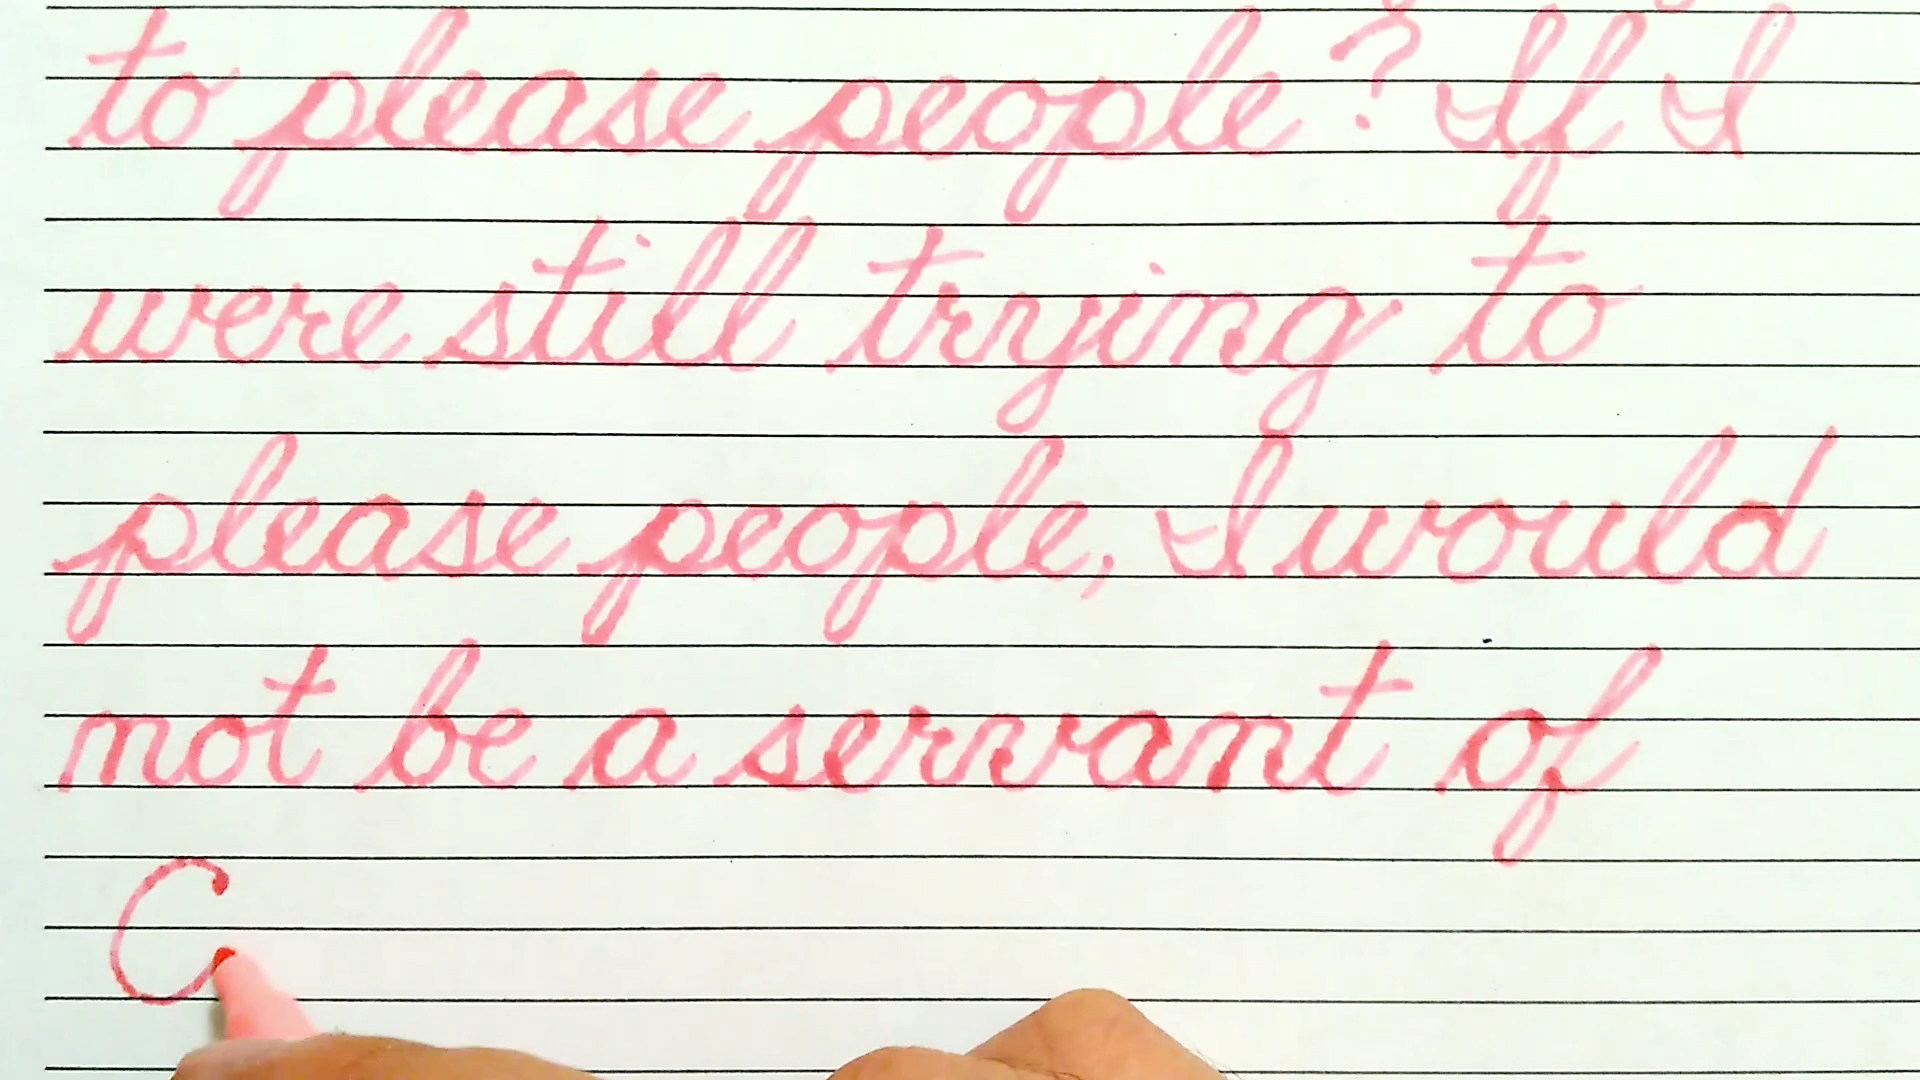 to please people? If I
were still trying to
please people, I would
not be a servant of
C